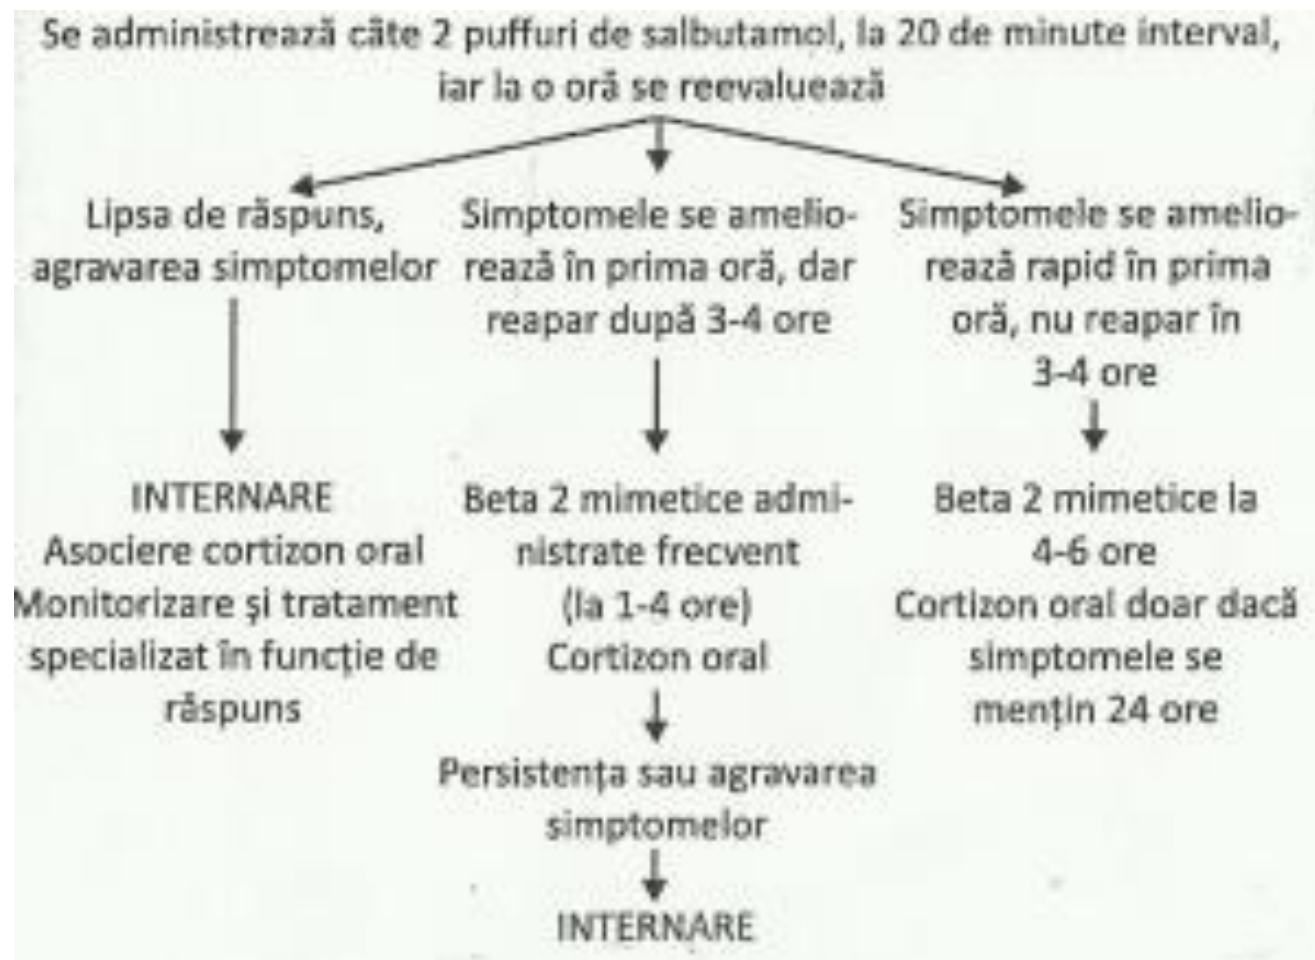 Se administrează câte 2 puffuri de salbutamol, la 20 de minute interval,
iar la o oră se reevaluează
Lipsa de răspuns,
agravarea simptomelor
Simptomele se amelio-
rează în prima oră, dar
reapar după 3-4 ore
Simptomele se amelio-
rează rapid în prima
oră, nu reapar în
3-4 ore
INTERNARE
Asociere cortizon oral
Monitorizare și tratament
specializat în funcție de
răspuns
Beta 2 mimetice admi-
nistrate frecvent
(la 1-4 ore)
Cortizon oral
Beta 2 mimetice la
4-6 ore
Cortizon oral doar dacă
simptomele se
mențin 24 ore
Persistența sau agravarea
simptomelor
INTERNARE